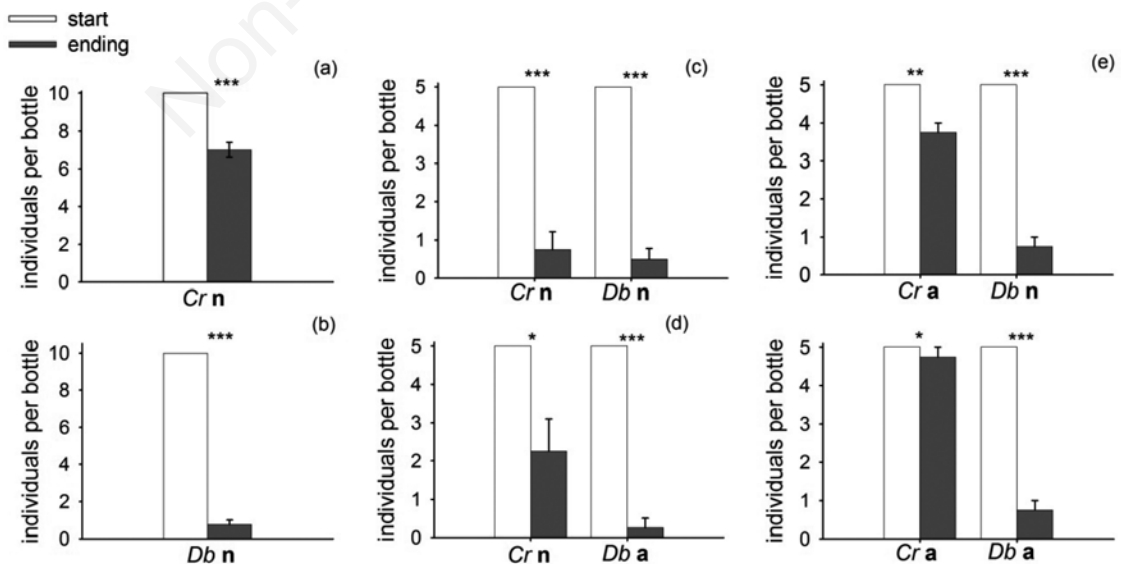 start
ending
Non-
(a)
individuals per bottle
10
8
6
4
2
0
***
Cr n
(b)
individuals per bottle
10
8
6
4
2
0
***
Db n
(c)
individuals per bottle
5
4
3
2
1
0
***
***
Cr n
Db n
(d)
individuals per bottle
5
4
3
2
1
0
*
***
Cr n
Db a
(e)
individuals per bottle
5
4
3
2
1
0
**
***
Cr a
Db n
individuals per bottle
5
4
3
2
1
0
*
***
Cr a
Db a